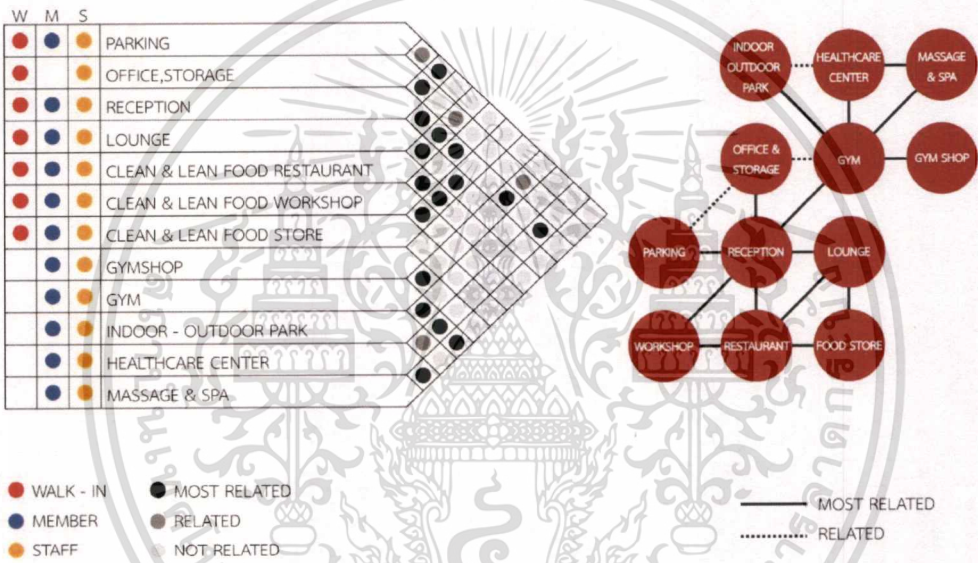 W M S
PARKING
OFFICE,STORAGE
RECEPTION
LOUNGE
CLEAN & LEAN FOOD RESTAURANT
CLEAN & LEAN FOOD WORKSHOP
CLEAN & LEAN FOOD STORE
GYMSHOP
GYM
INDOOR - OUTDOOR PARK
HEALTHCARE CENTER
MASSAGE & SPA
WALK - IN
MEMBER
STAFF
MOST RELATED
RELATED
NOT RELATED
INDOOR
OUTDOOR
PARK
HEALTHCARE
CENTER
MASSAGE
& SPA
OFFICE &
STORAGE
GYM
GYM SHOP
PARKING
RECEPTION
LOUNGE
WORKSHOP
RESTAURANT
FOOD STORE
MOST RELATED
RELATED